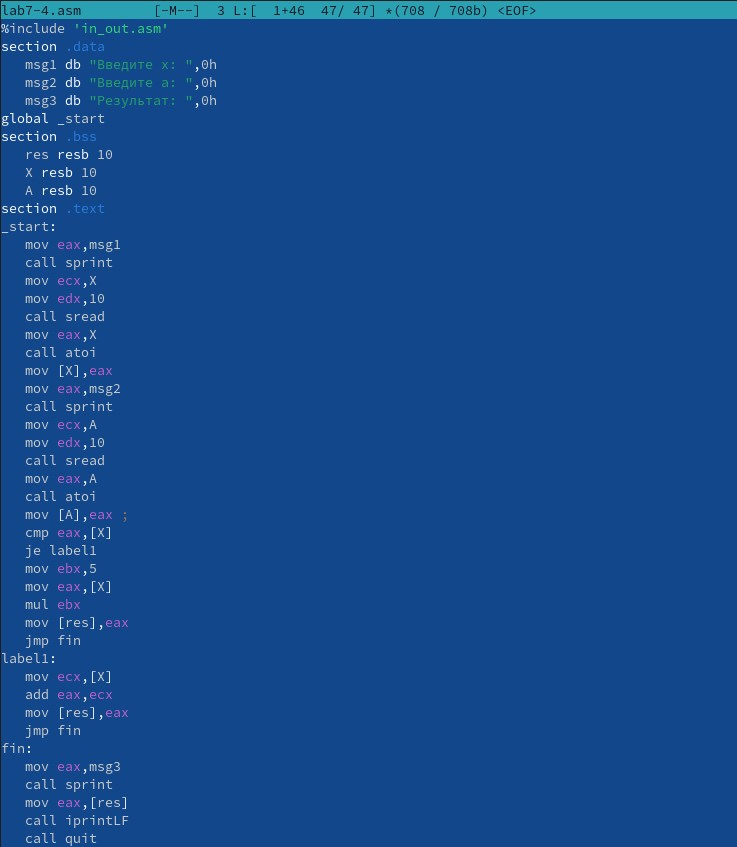 lab7-4.asm         [-M--]  3 L:[  1+46  47/ 47] *(708 / 708b) <EOF>
%include 'in_out.asm'
section .data
   msg1 db "Введите x: ",0h
   msg2 db "Введите a: ",0h
   msg3 db "Результат: ",0h
global _start
section .bss
   res resb 10
   X resb 10
   A resb 10
section .text
_start:
   mov eax,msg1
   call sprint
   mov ecx,X
   mov edx,10
   call sread
   mov eax,X
   call atoi
   mov [X],eax
   mov eax,msg2
   call sprint
   mov ecx,A
   mov edx,10
   call sread
   mov eax,A
   call atoi
   mov [A],eax ;
   cmp eax,[X]
   je label1
   mov ebx,5
   mov eax,[X]
   mul ebx
   mov [res],eax
   jmp fin
label1:
   mov ecx,[X]
   add eax,ecx
   mov [res],eax
   jmp fin
fin:
   mov eax,msg3
   call sprint
   mov eax,[res]
   call iprintLF
   call quit